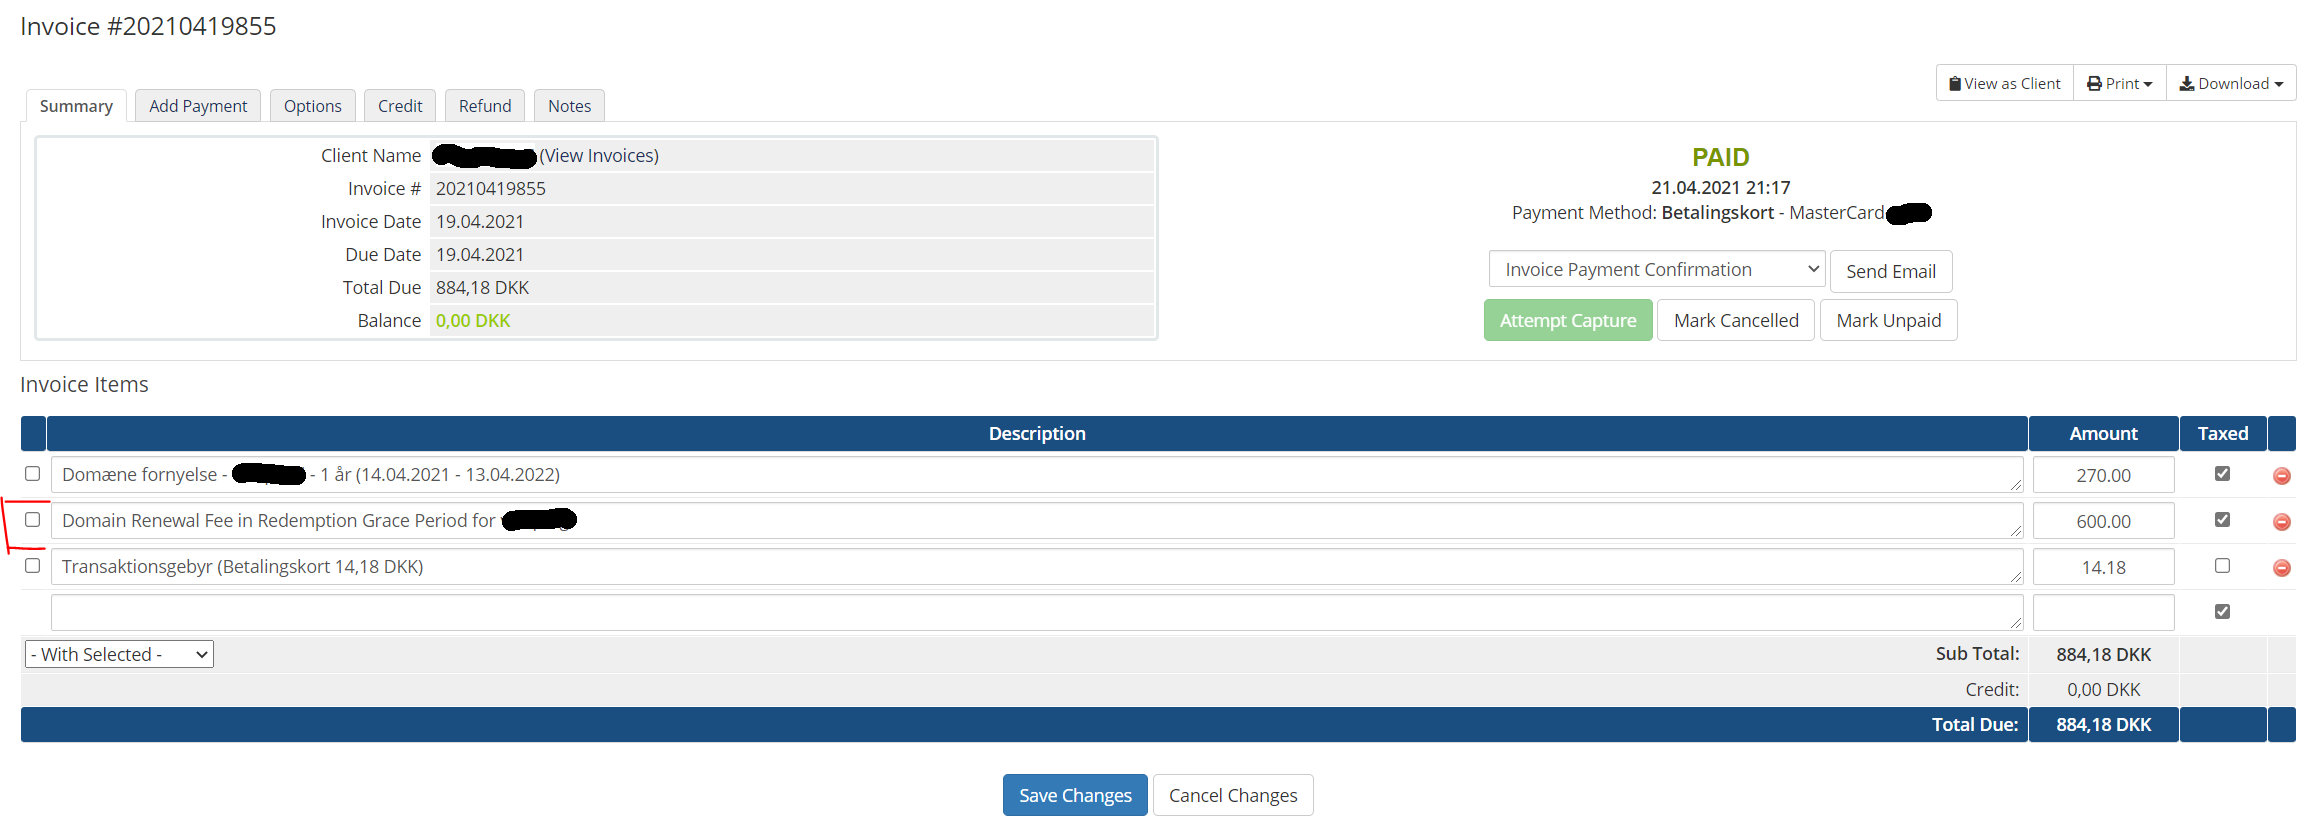 Invoice #20210419855
View as Client Print Download
Summary Add Payment Options Credit Refund Notes
Client Name (View Invoices)
Invoice # 20210419855
Invoice Date 19.04.2021
Due Date 19.04.2021
Total Due 884,18 DKK
Balance 0,00 DKK
PAID
21.04.2021 21:17
Payment Method: Betalingskort - MasterCard
Invoice Payment Confirmation Send Email
Attempt Capture Mark Cancelled Mark Unpaid
Invoice Items
Description Amount Taxed
Domæne fornyelse - - 1 år (14.04.2021 - 13.04.2022) 270.00
Domain Renewal Fee in Redemption Grace Period for 600.00
Transaktionsgebyr (Betalingskort 14,18 DKK) 14.18
- With Selected - Sub Total: 884,18 DKK
Credit: 0,00 DKK
Total Due: 884,18 DKK
Save Changes Cancel Changes